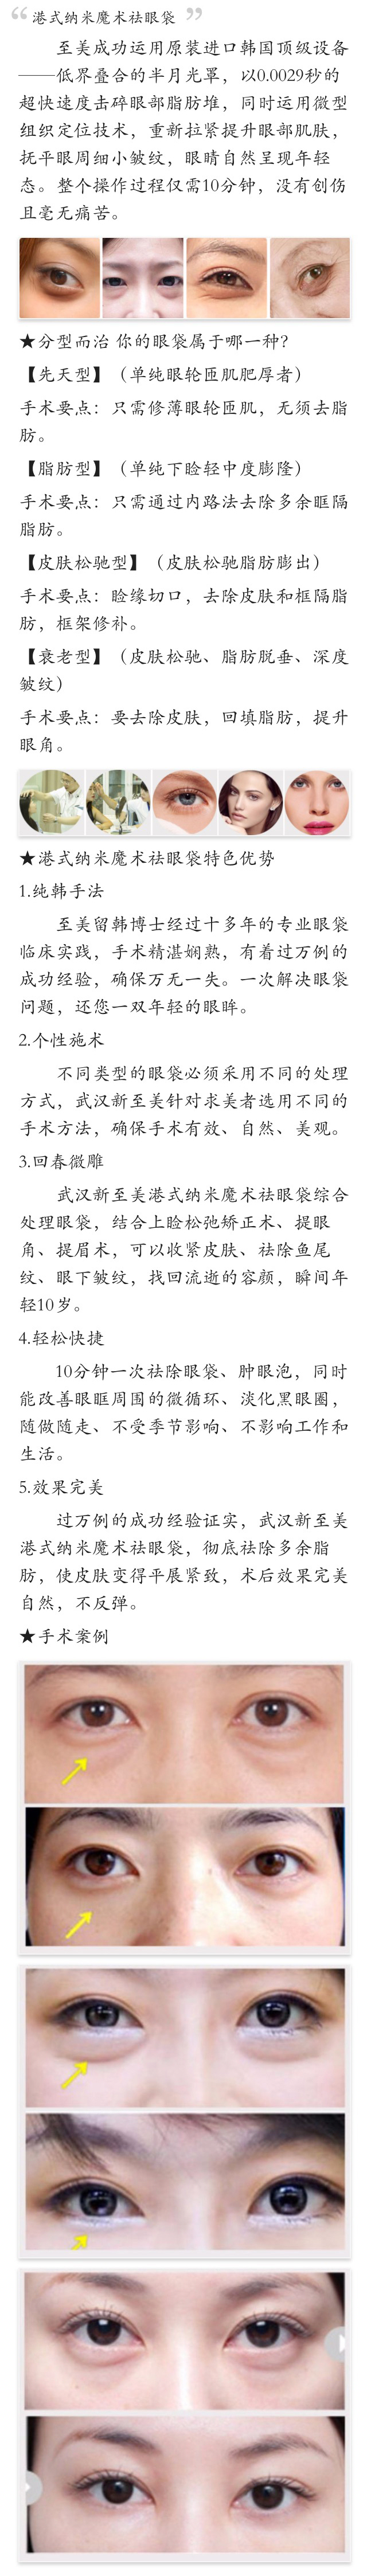 “ 港式纳米魔术祛眼袋 ”
至美成功运用原装进口韩国顶级设备
——低界叠合的半月光罩，以0.0029秒的
超快速度击碎眼部脂肪堆，同时运用微型
组织定位技术，重新拉紧提升眼部肌肤，
抚平眼周细小皱纹，眼睛自然呈现年轻
态。整个操作过程仅需10分钟，没有创伤
且毫无痛苦。
★分型而治 你的眼袋属于哪一种?
【先天型】（单纯眼轮匝肌肥厚者）
手术要点：只需修薄眼轮匝肌，无须去脂
肪。
【脂肪型】（单纯下睑轻中度膨隆）
手术要点：只需通过内路法去除多余眶隔
脂肪。
【皮肤松驰型】（皮肤松驰脂肪膨出）
手术要点：睑缘切口，去除皮肤和框隔脂
肪，框架修补。
【衰老型】（皮肤松驰、脂肪脱垂、深度
皱纹）
手术要点：要去除皮肤，回填脂肪，提升
眼角。
★港式纳米魔术祛眼袋特色优势
1.纯韩手法
至美留韩博士经过十多年的专业眼袋
临床实践，手术精湛娴熟，有着过万例的
成功经验，确保万无一失。一次解决眼袋
问题，还您一双年轻的眼眸。
2.个性施术
不同类型的眼袋必须采用不同的处理
方式，武汉新至美针对求美者选用不同的
手术方法，确保手术有效、自然、美观。
3.回春微雕
武汉新至美港式纳米魔术祛眼袋综合
处理眼袋，结合上睑松弛矫正术、提眼
角、提眉术，可以收紧皮肤、祛除鱼尾
纹、眼下皱纹，找回流逝的容颜，瞬间年
轻10岁。
4.轻松快捷
10分钟一次祛除眼袋、肿眼泡，同时
能改善眼眶周围的微循环、淡化黑眼圈，
随做随走、不受季节影响、不影响工作和
生活。
5.效果完美
过万例的成功经验证实，武汉新至美
港式纳米魔术祛眼袋，彻底祛除多余脂
肪，使皮肤变得平展紧致，术后效果完美
自然，不反弹。
★手术案例